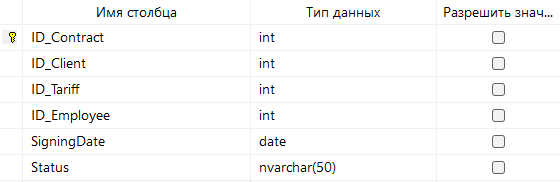 Имя столбца Тип данных Разрешить знач...
ID_Contract int
ID_Client int
ID_Tariff int
ID_Employee int
SigningDate date
Status nvarchar(50)